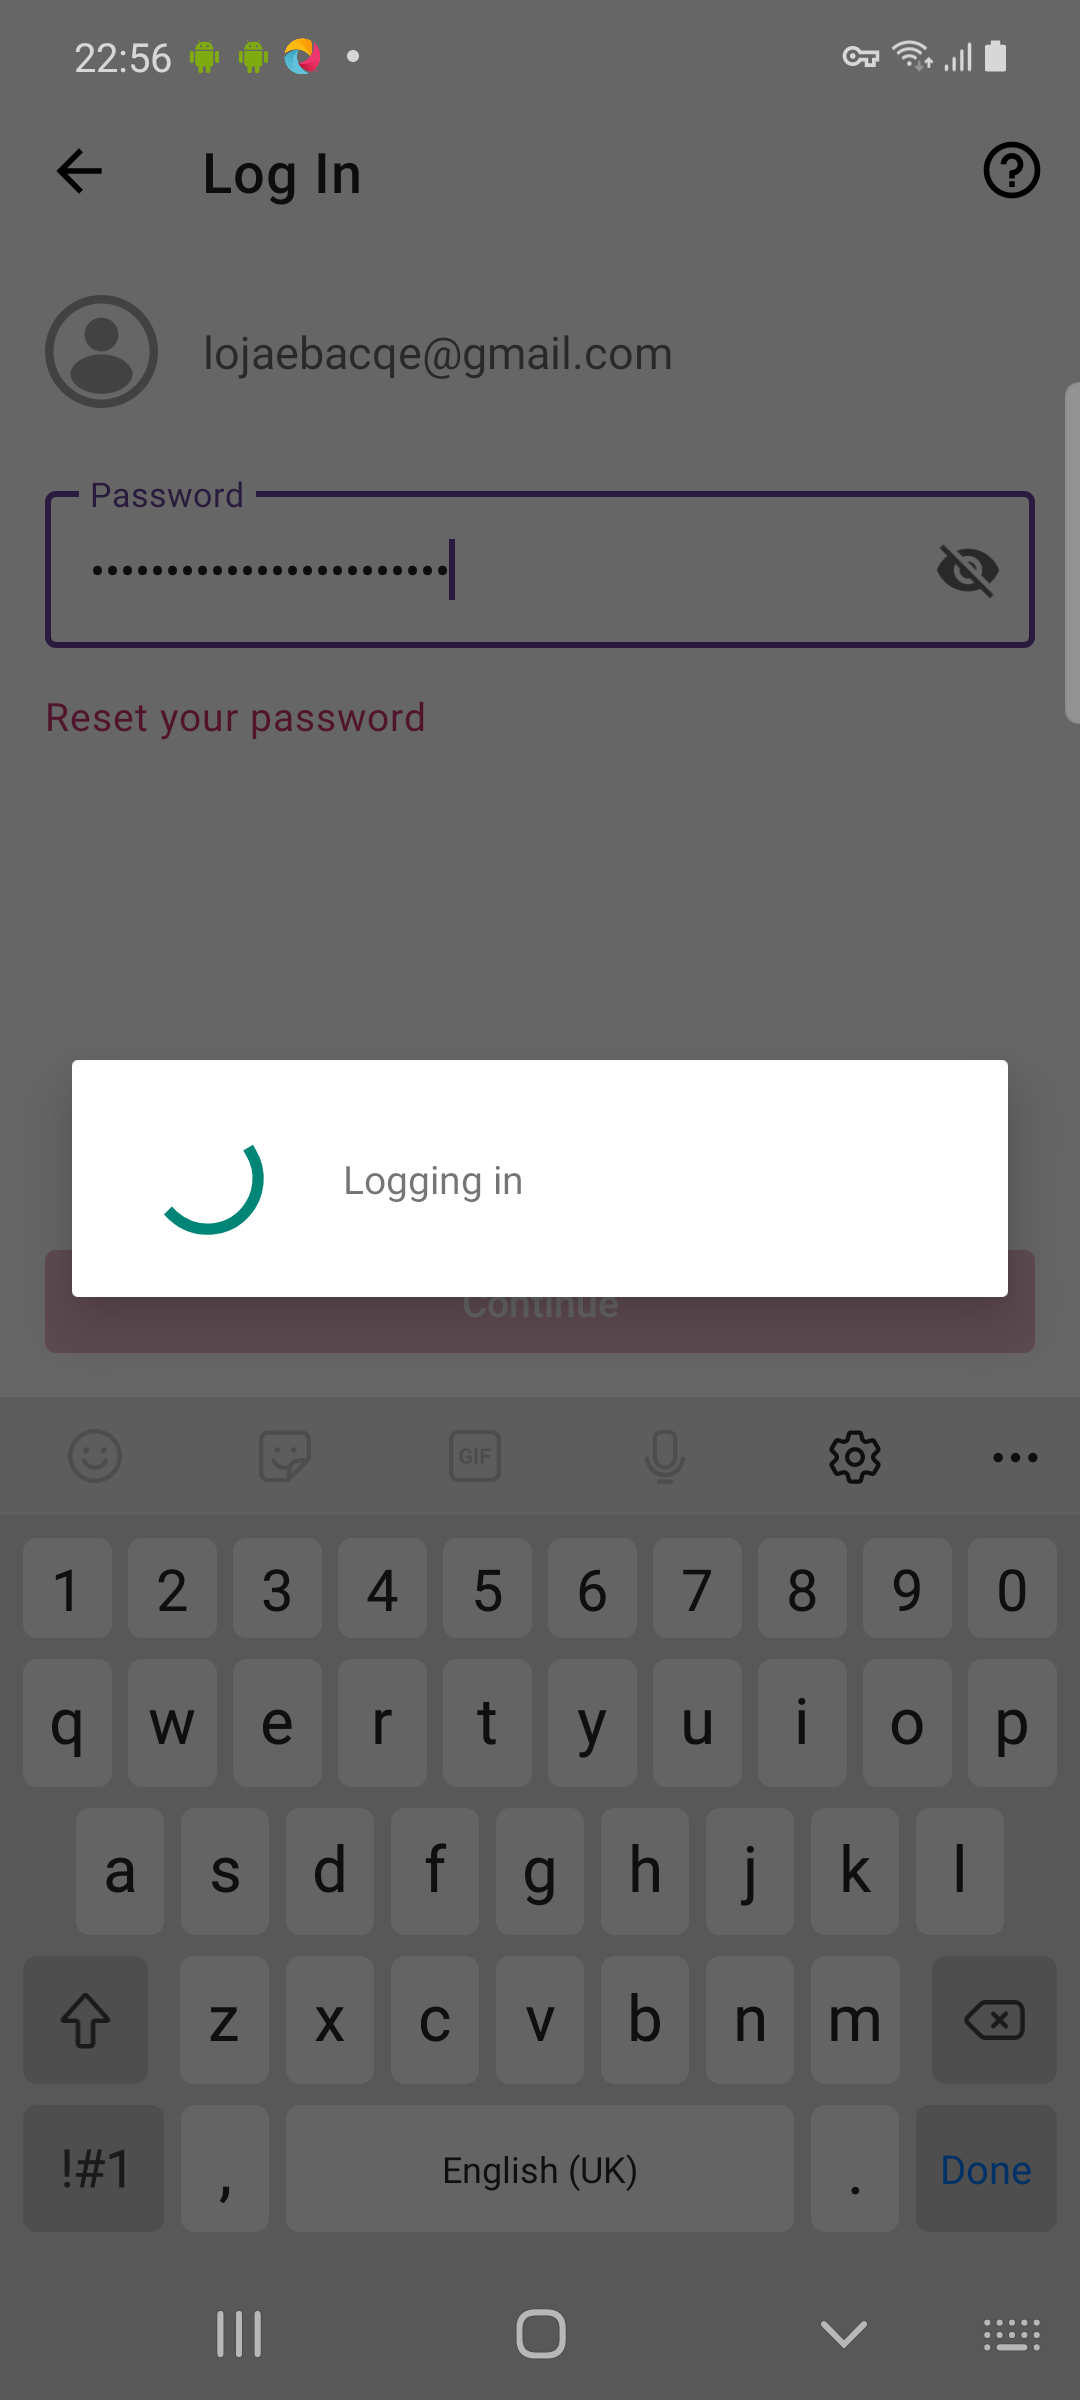 22:56
Log In
lojaebacqe@gmail.com
Password
••••••••••••••••••••••••
Reset your password
Logging in
Continue
GIF
1 2 3 4 5 6 7 8 9 0
q w e r t y u i o p
a s d f g h j k l
z x c v b n m
!#1 , English (UK) . Done